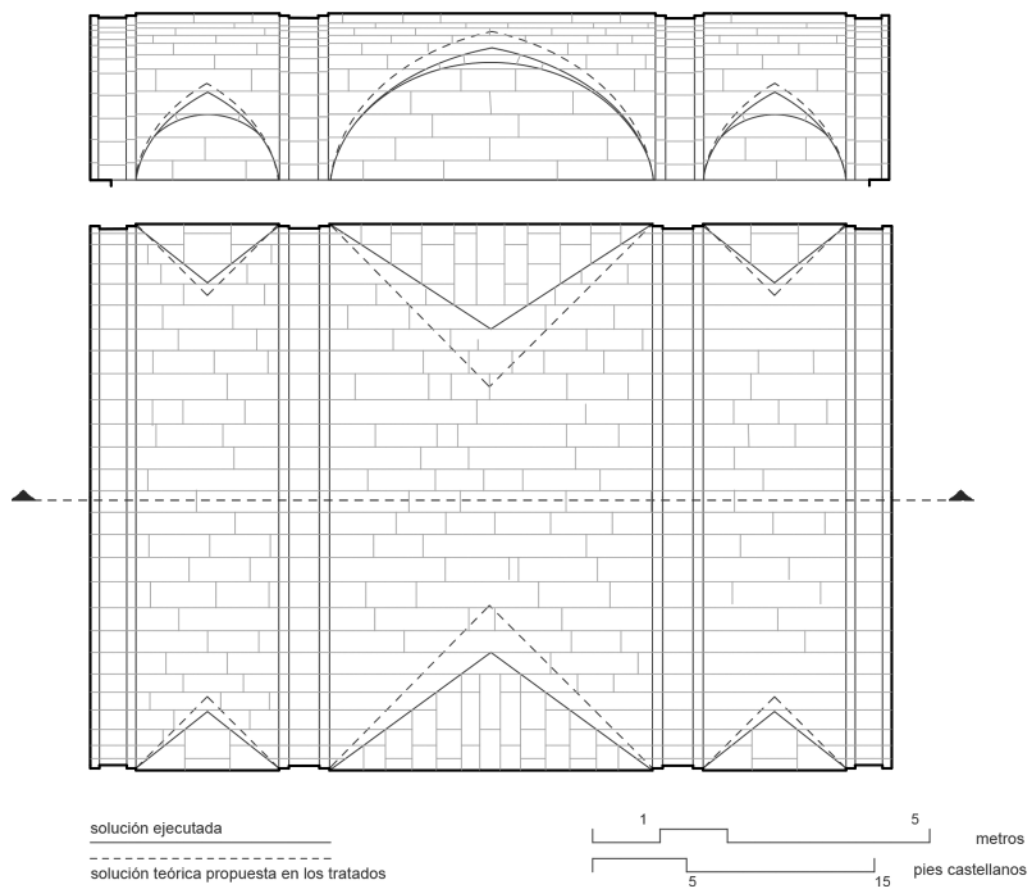 solución ejecutada
solución teórica propuesta en los tratados
1 5
metros
pies castellanos
5 15